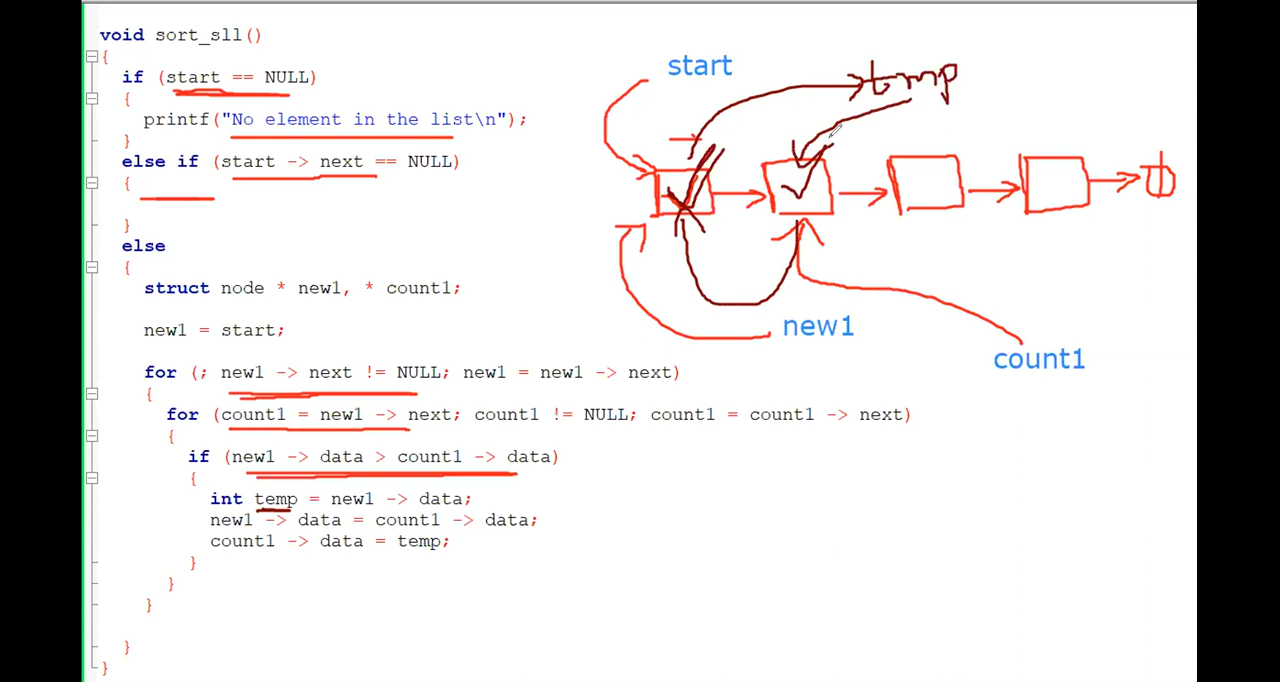 void sort_sll()
{
if (start == NULL)
{
printf("No element in the list\n");
}
else if (start -> next == NULL)
{
}
else
{
struct node * new1, * count1;
new1 = start;
for (; new1 -> next != NULL; new1 = new1 -> next)
{
for (count1 = new1 -> next; count1 != NULL; count1 = count1 -> next)
{
if (new1 -> data > count1 -> data)
{
int temp = new1 -> data;
new1 -> data = count1 -> data;
count1 -> data = temp;
}
}
}
}
}
start
tmp
new1
count1